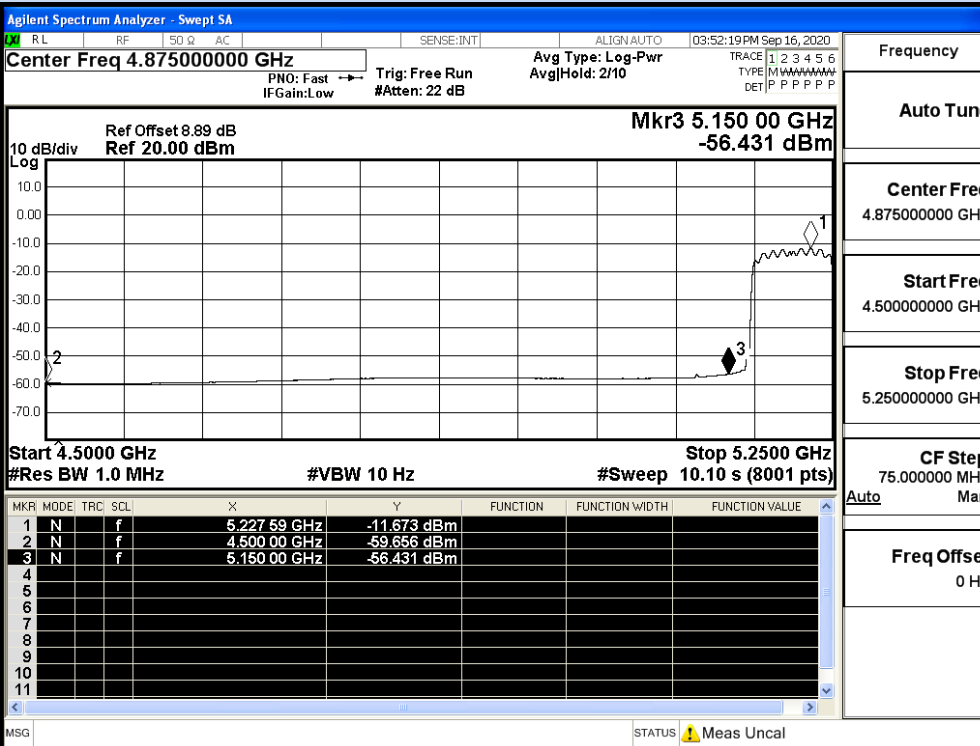 Agilent Spectrum Analyzer - Swept SA
LXI RL RF 50 Ω AC SENSE:INT ALIGN AUTO 03:52:19 PM Sep 16, 2020
Center Freq 4.875000000 GHz
PNO: Fast
IFGain:Low
Trig: Free Run
#Atten: 22 dB
Avg Type: Log-Pwr
Avg|Hold: 2/10
TRACE 1 2 3 4 5 6
TYPE M W W W W W
DET P P P P P P
Mkr3 5.150 00 GHz
-56.431 dBm
Ref Offset 8.89 dB
10 dB/div Ref 20.00 dBm
Log
10.0
0.00
-10.0
-20.0
-30.0
-40.0
-50.0
-60.0
-70.0
1
2
3
Start 4.5000 GHz Stop 5.2500 GHz
#Res BW 1.0 MHz #VBW 10 Hz #Sweep 10.10 s (8001 pts)
MKR MODE TRC SCL X Y FUNCTION FUNCTION WIDTH FUNCTION VALUE
1 N f 5.227 59 GHz -11.673 dBm
2 N f 4.500 00 GHz -59.656 dBm
3 N f 5.150 00 GHz -56.431 dBm
4
5
6
7
8
9
10
11
MSG STATUS Meas Uncal
Frequency
Auto Tun
Center Fre
4.875000000 GH
Start Fre
4.500000000 GH
Stop Fre
5.250000000 GH
CF Step
75.000000 MH
Auto Ma
Freq Offse
0 H